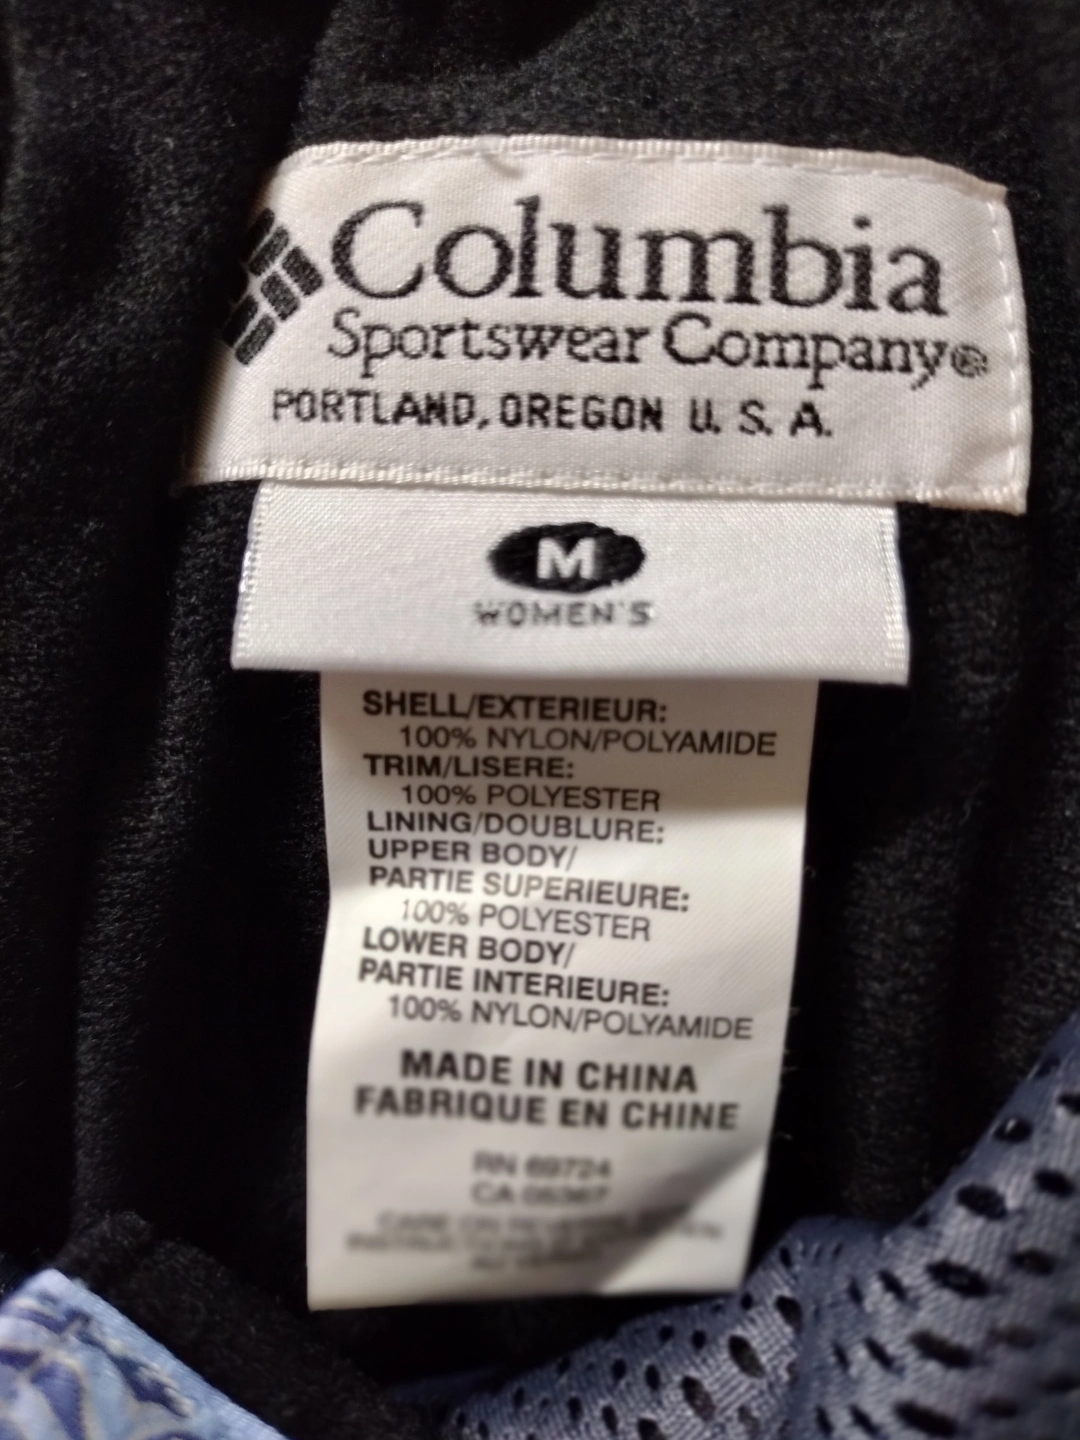 Columbia
Sportswear Company®
PORTLAND, OREGON U. S. A.
M
WOMEN'S
SHELL/EXTERIEUR:
100% NYLON/POLYAMIDE
TRIM/LISERE:
100% POLYESTER
LINING/DOUBLURE:
UPPER BODY/
PARTIE SUPERIEURE:
100% POLYESTER
LOWER BODY/
PARTIE INTERIEURE:
100% NYLON/POLYAMIDE
MADE IN CHINA
FABRIQUE EN CHINE
RN 69724
CA 05367
CARE ON